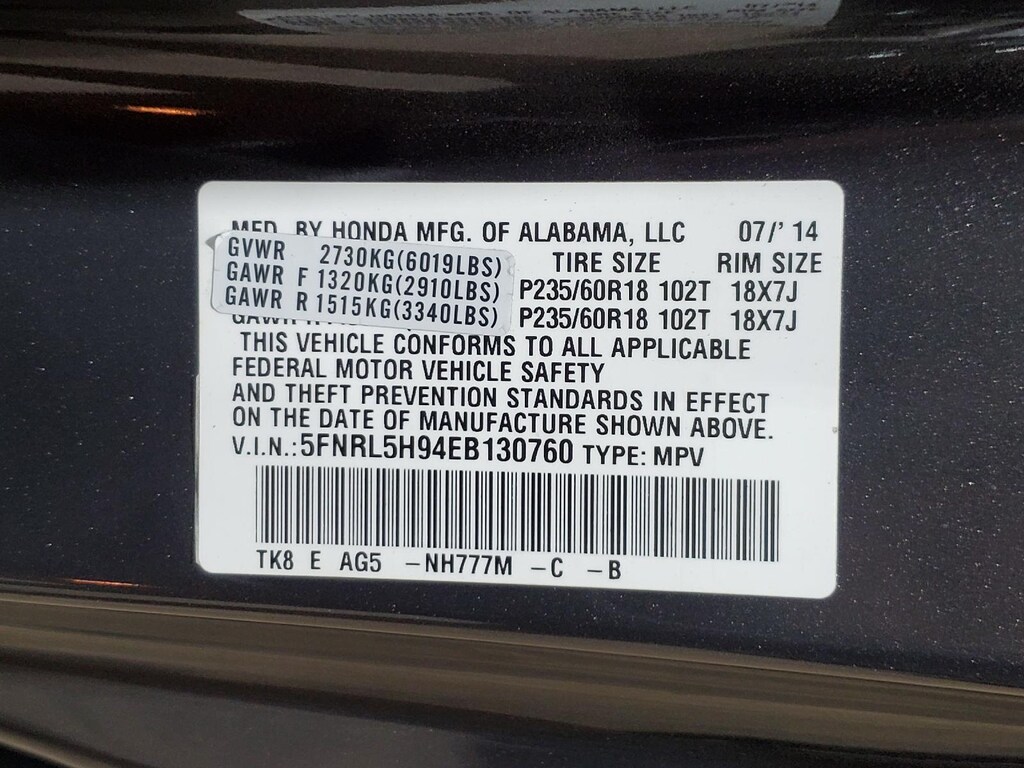 MFD. BY HONDA MFG. OF ALABAMA, LLC 07/' 14
TIRE SIZE RIM SIZE
GVWR 2730KG(6019LBS)
GAWR F 1320KG(2910LBS) P235/60R18 102T 18X7J
GAWR R 1515KG(3340LBS) P235/60R18 102T 18X7J
THIS VEHICLE CONFORMS TO ALL APPLICABLE
FEDERAL MOTOR VEHICLE SAFETY
AND THEFT PREVENTION STANDARDS IN EFFECT
ON THE DATE OF MANUFACTURE SHOWN ABOVE.
V.I.N.:5FNRL5H94EB130760 TYPE: MPV
TK8 E AG5 -NH777M -C -B